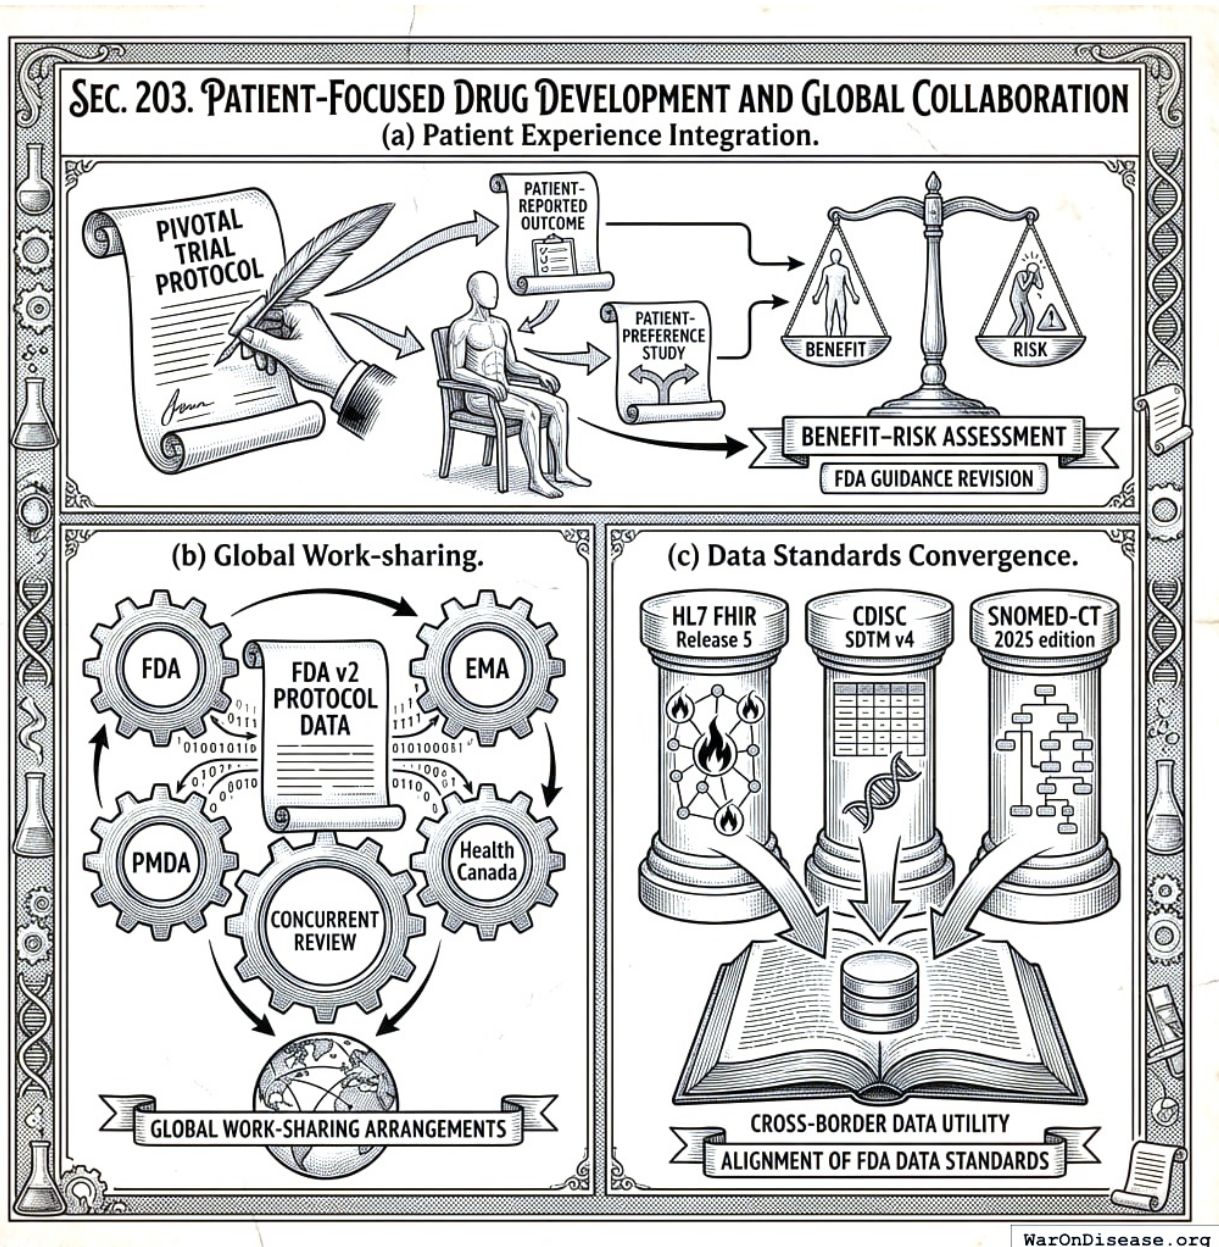 SEC. 203. PATIENT-FOCUSED DRUG DEVELOPMENT AND GLOBAL COLLABORATION
(a) Patient Experience Integration.
PIVOTAL
TRIAL
PROTOCOL
PATIENT-
REPORTED
OUTCOME
PATIENT-
PREFERENCE
STUDY
BENEFIT
RISK
BENEFIT–RISK ASSESSMENT
FDA GUIDANCE REVISION
(b) Global Work-sharing.
FDA
EMA
FDA v2
PROTOCOL
DATA
PMDA
Health
Canada
CONCURRENT
REVIEW
GLOBAL WORK-SHARING ARRANGEMENTS
(c) Data Standards Convergence.
HL7 FHIR
Release 5
CDISC
SDTM v4
SNOMED-CT
2025 edition
CROSS-BORDER DATA UTILITY
ALIGNMENT OF FDA DATA STANDARDS
WarOnDisease.org